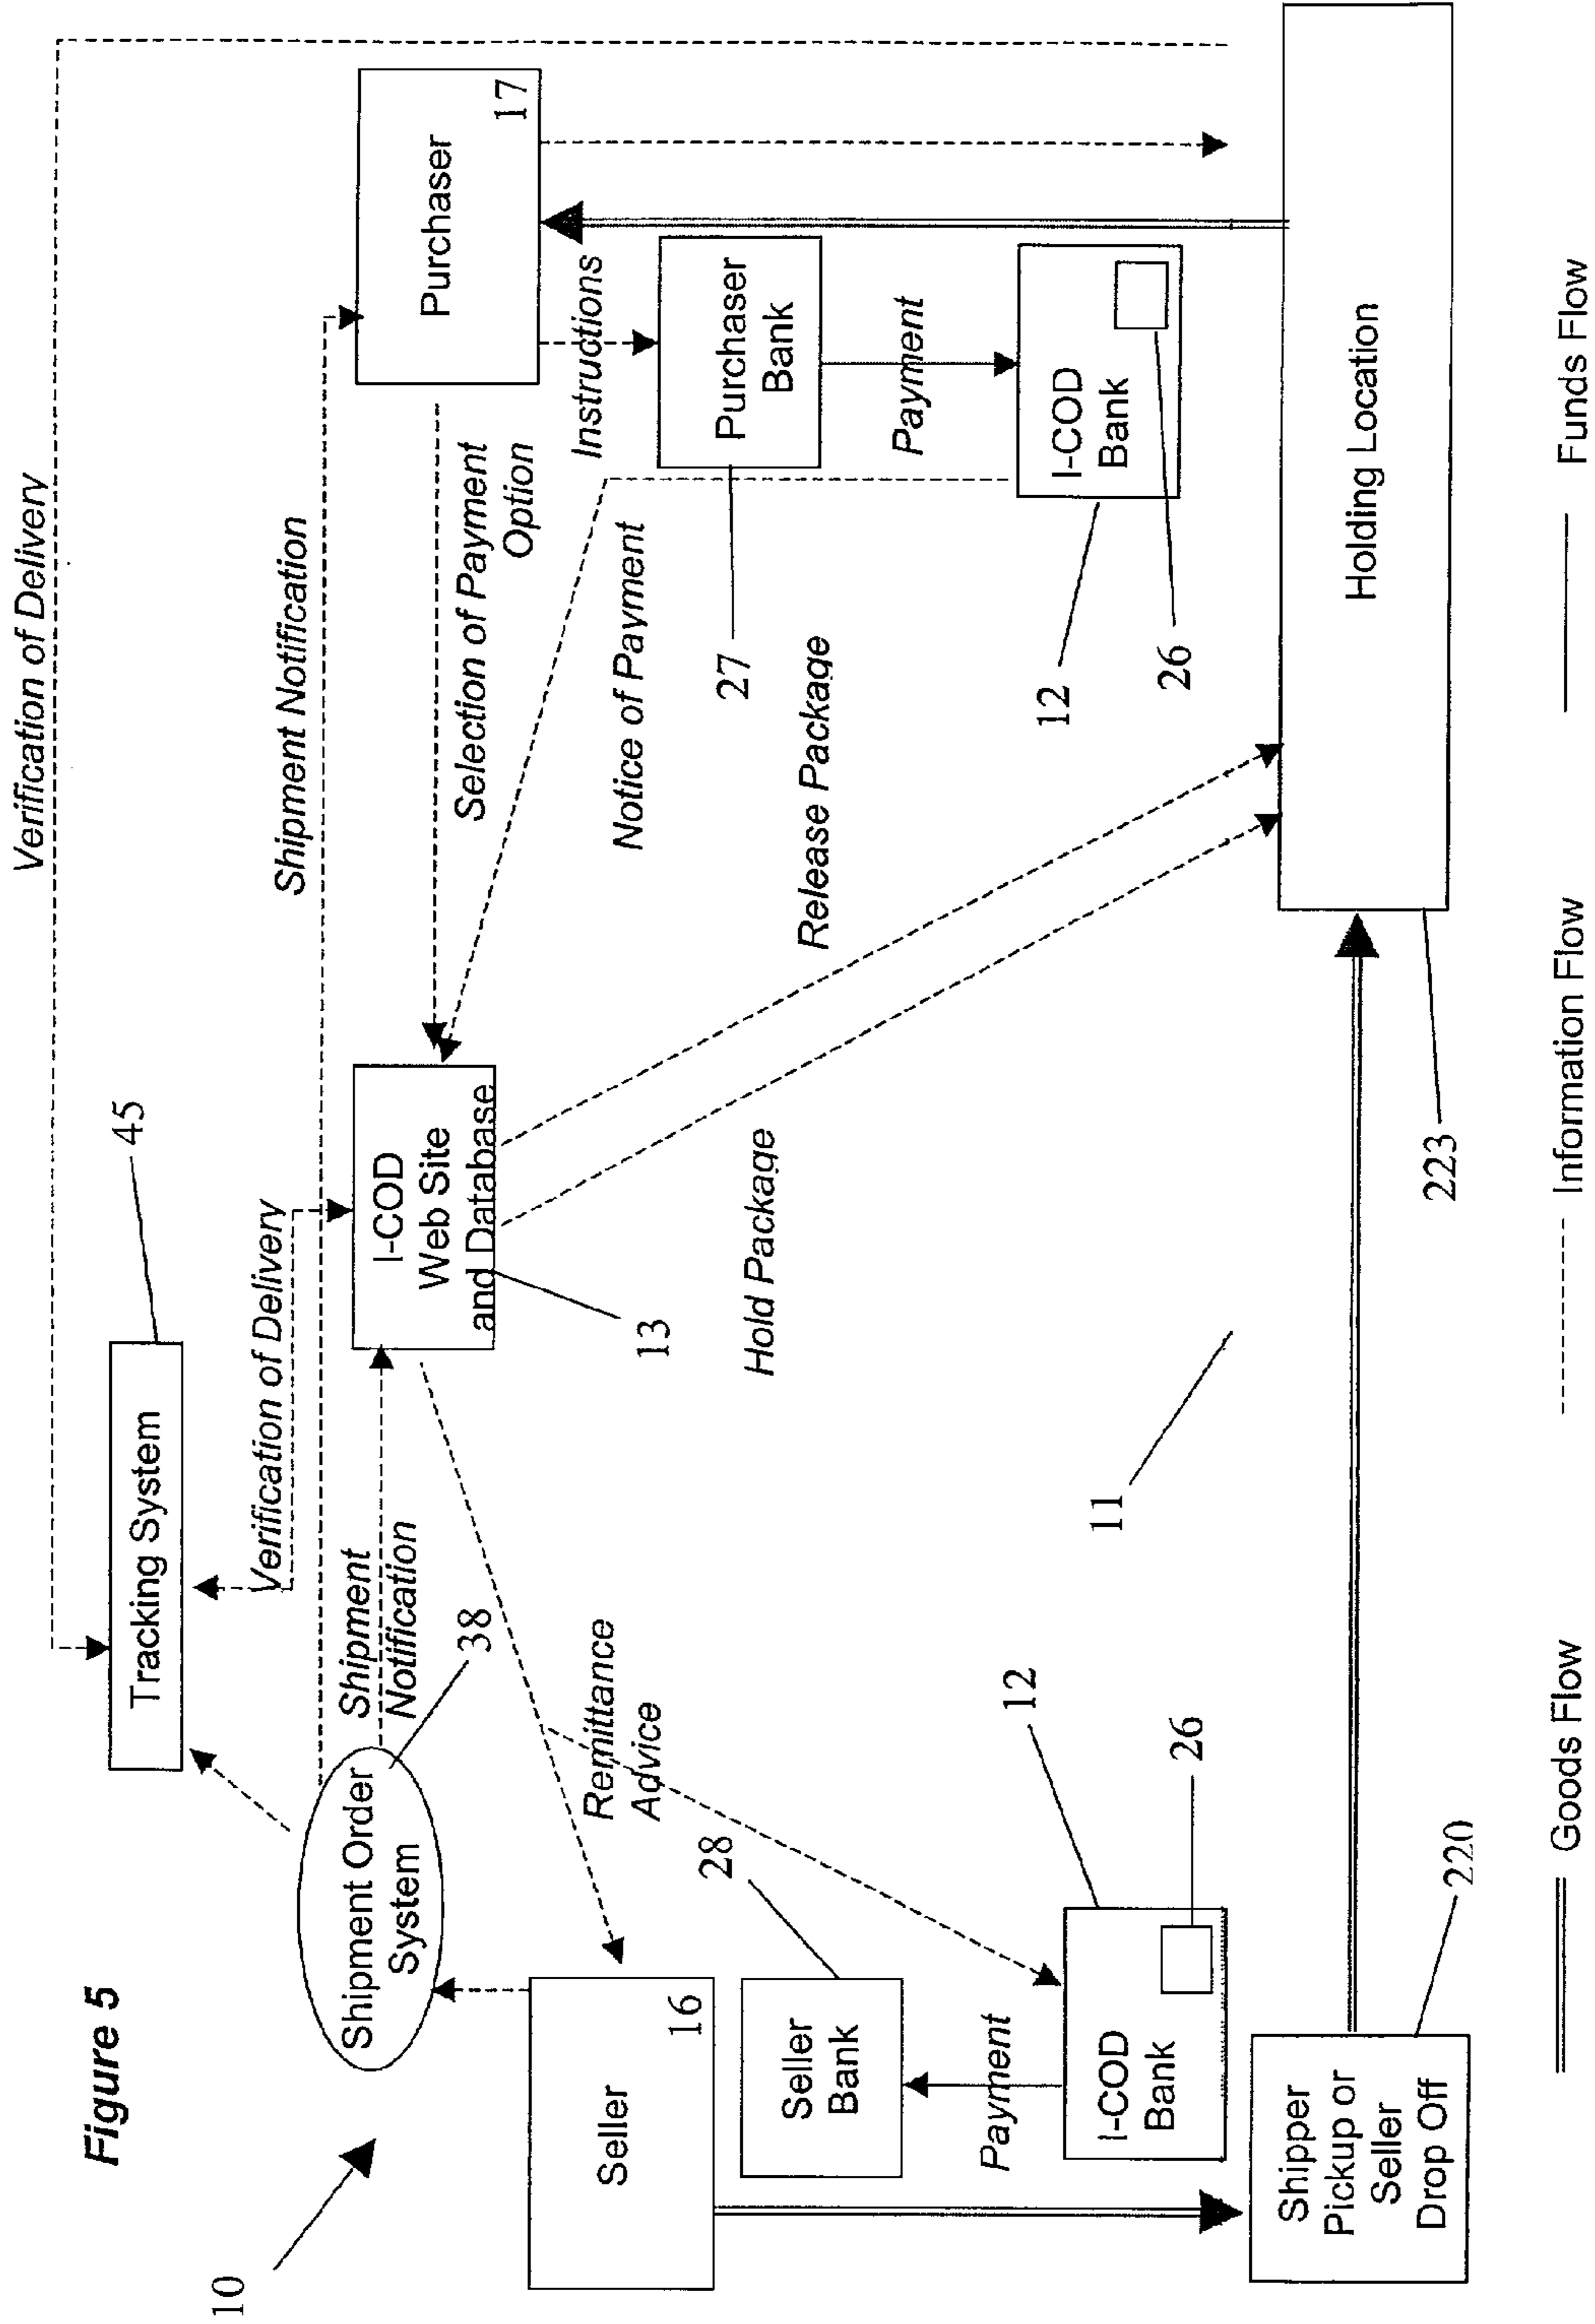 Figure 5
10
Verification of Delivery
Tracking System
45
Shipment Notification
Verification of Delivery
Shipment Order
System
38
Shipment
Notification
I-COD
Web Site
and Database
13
Purchaser
17
Selection of Payment
Option
Instructions
Notice of Payment
Purchaser
Bank
27
Payment
I-COD
Bank
12
26
Release Package
Hold Package
Seller
16
Remittance
Advice
Seller
Bank
28
Payment
I-COD
Bank
12
26
11
Shipper
Pickup or
Seller
Drop Off
220
Holding Location
223
Goods Flow
Information Flow
Funds Flow